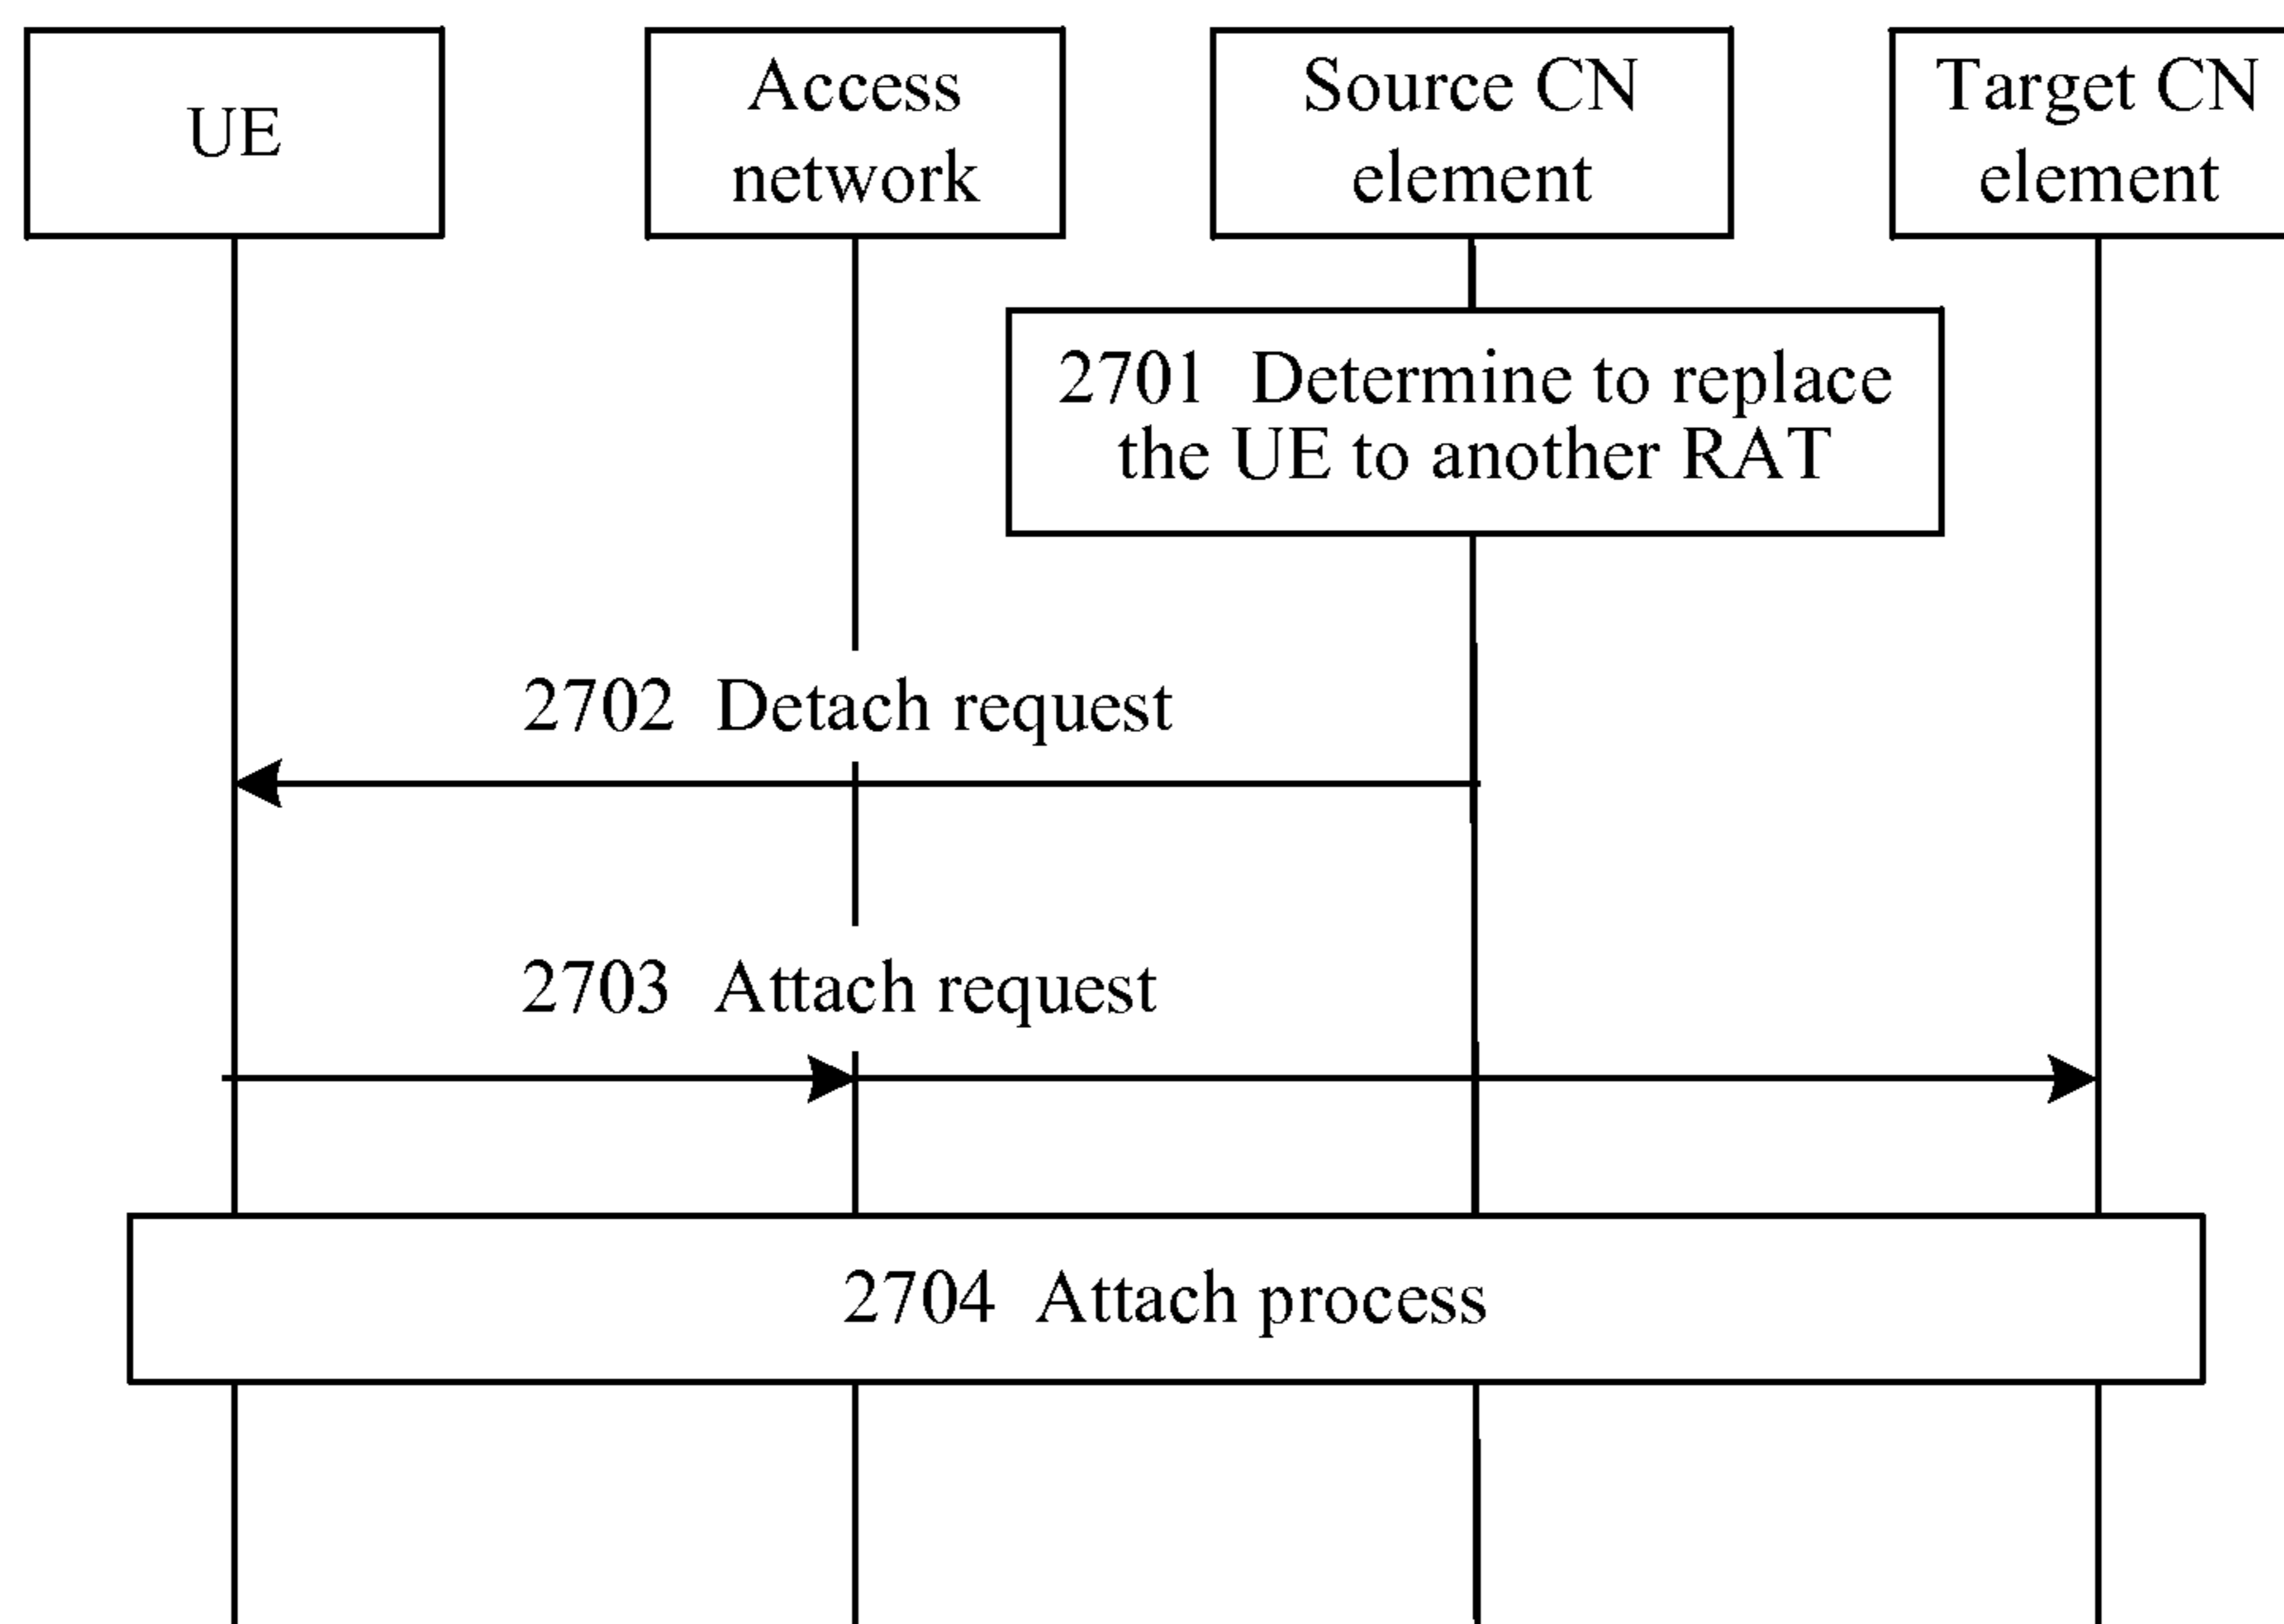 UE
Access
network
Source CN
element
Target CN
element
2701 Determine to replace
the UE to another RAT
2702 Detach request
2703 Attach request
2704 Attach process